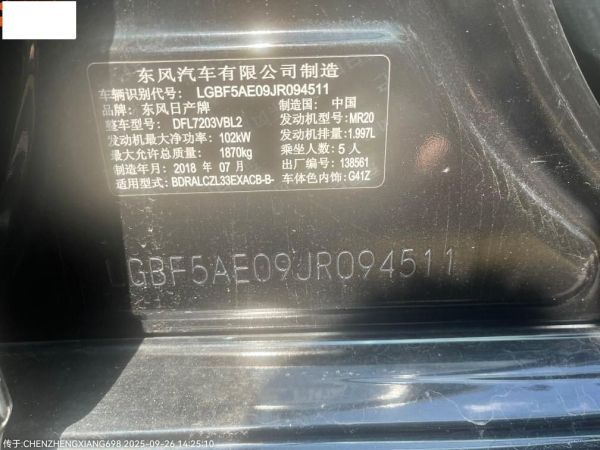 东风汽车有限公司制造
车辆识别代号: LGBF5AE09JR094511
品牌: 东风日产牌 制造国: 中国
整车型号: DFL7203VBL2 发动机型号: MR20
发动机最大净功率: 102kW 发动机排量: 1.997L
最大允许总质量: 1870kg 乘坐人数: 5 人
制造年月: 2018 年 07 月 出厂编号: 138561
适用型式: BDRALCZL33EXACB-B- 车体色内饰: G41Z
LGBF5AE09JR094511
传于:CHENZHENGXIANG698 2025-09-26 14:25:10